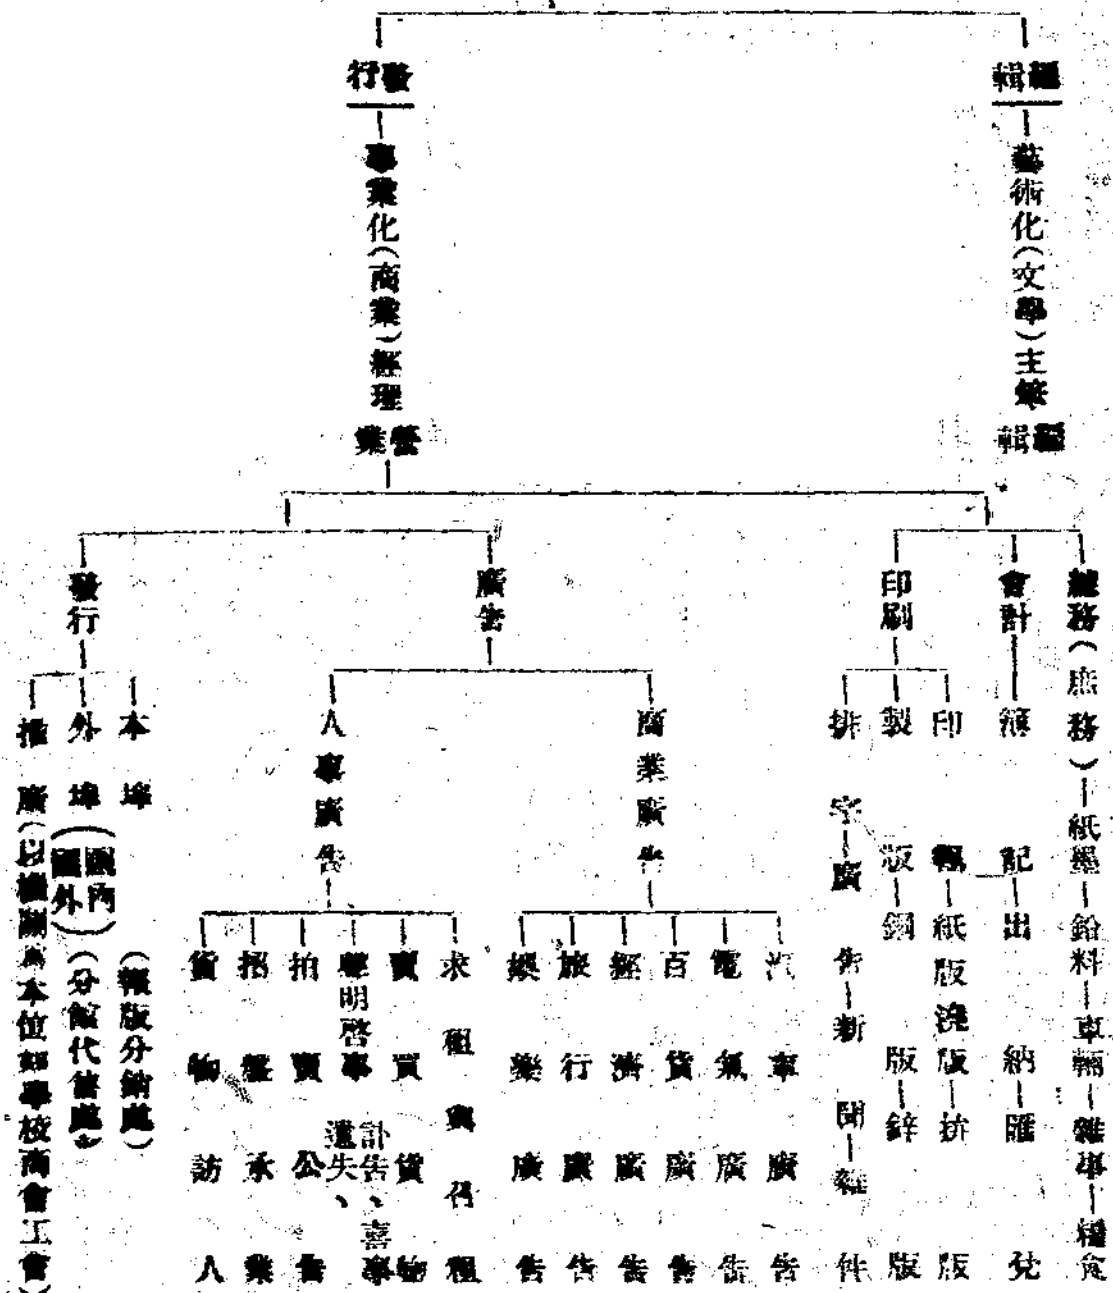 編輯
藝術化(文學)主筆
編輯
發行
事業化(商業)經理
營業
總務(庶務)—紙墨—鉛料—車輛—雜事—糧食
會計—簿記—出納—匯兌
印刷
印報—紙版澆版—拚版
製版—銅版—鋅版
排字—廣告—新聞—雜件
廣告
商業廣告
汽車廣告
電氣廣告
百貨廣告
經濟廣告
旅行廣告
娛樂廣告
人事廣告
求租與召租
賣買貨物
聲明啓事 訃告、喜事 遺失、
拍賣公告
招盤承業
貨物訪人
發行
本埠(報販分銷處)
外埠(國內)(國外)(分館代售處)
推廣(以機關為本位如學校商會工會)